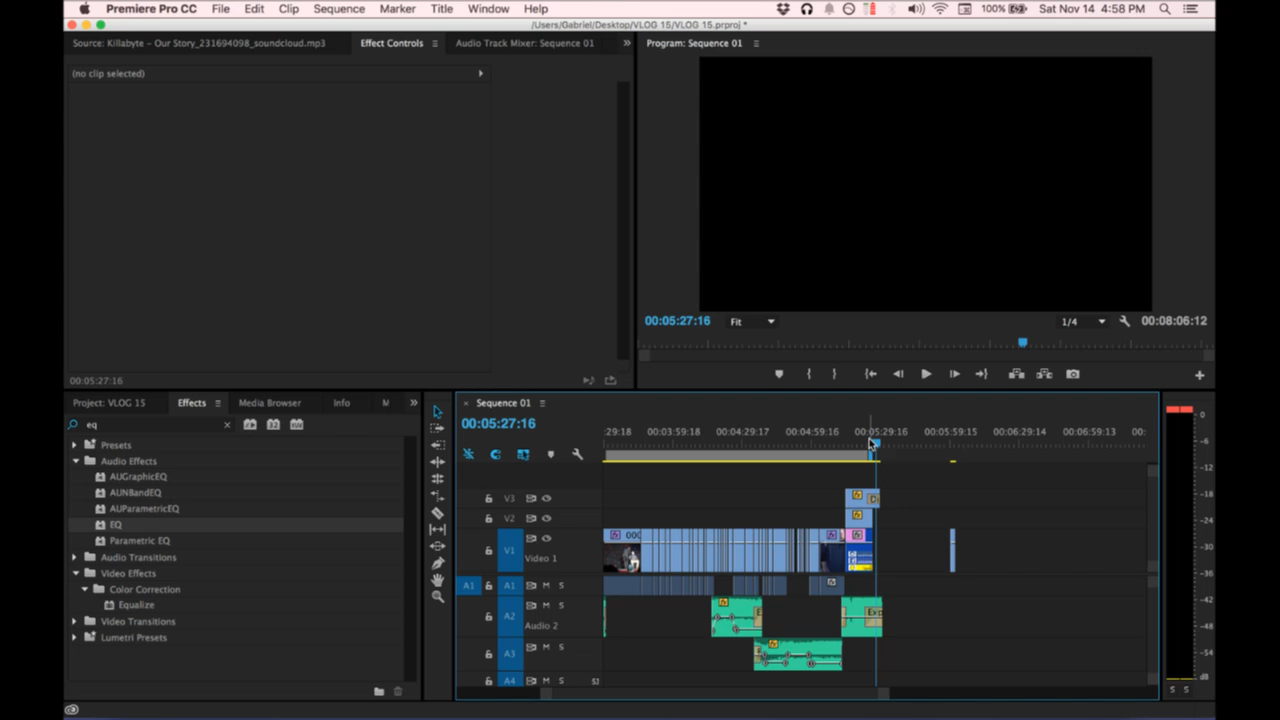 Premiere Pro CC File Edit Clip Sequence Marker Title Window Help 100% Sat Nov 14 4:58 PM
/Users/Gabriel/Desktop/VLOG 15/VLOG 15.prproj *
Source: Killabyte - Our Story_231694098_soundcloud.mp3 Effect Controls Audio Track Mixer: Sequence 01
(no clip selected)
00:05:27:16
Program: Sequence 01
00:05:27:16 Fit 1/4 00:08:06:12
Project: VLOG 15 Effects Media Browser Info M
eq
Presets
Audio Effects
AUGraphicEQ
AUNBandEQ
AUParametricEQ
EQ
Parametric EQ
Audio Transitions
Video Effects
Color Correction
Equalize
Video Transitions
Lumetri Presets
Sequence 01
00:05:27:16
:29:18 00:03:59:18 00:04:29:17 00:04:59:16 00:05:29:16 00:05:59:15 00:06:29:14 00:06:59:13 00:
V3
V2
V1 Video 1
A1 A1 M S
A2 M S
Audio 2
A3 M S
A4 M S
0
-6
-12
-18
-24
-30
-36
-42
-48
-54
dB
S S